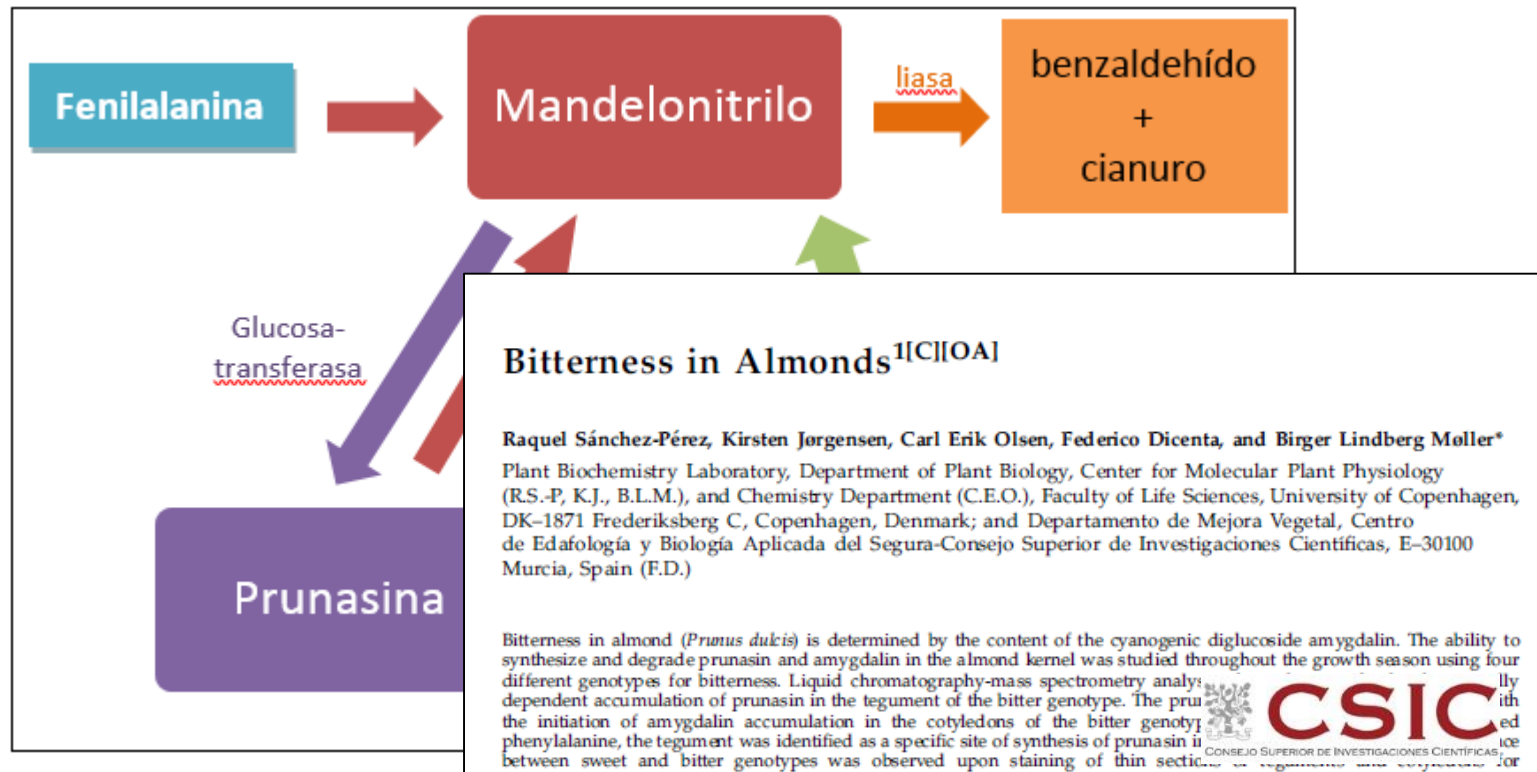 Fenilalanina
Mandelonitrilo
liasa
benzaldehído
+
cianuro
Glucosa-
transferasa
Prunasina
Bitterness in Almonds1[C][OA]
Raquel Sánchez-Pérez, Kirsten Jørgensen, Carl Erik Olsen, Federico Dicenta, and Birger Lindberg Møller*
Plant Biochemistry Laboratory, Department of Plant Biology, Center for Molecular Plant Physiology
(R.S.-P, K.J., B.L.M.), and Chemistry Department (C.E.O.), Faculty of Life Sciences, University of Copenhagen,
DK–1871 Frederiksberg C, Copenhagen, Denmark; and Departamento de Mejora Vegetal, Centro
de Edafología y Biología Aplicada del Segura-Consejo Superior de Investigaciones Científicas, E–30100
Murcia, Spain (F.D.)
Bitterness in almond (Prunus dulcis) is determined by the content of the cyanogenic diglucoside amygdalin. The ability to
synthesize and degrade prunasin and amygdalin in the almond kernel was studied throughout the growth season using four
different genotypes for bitterness. Liquid chromatography-mass spectrometry
dependent accumulation of prunasin in the tegument of the bitter genotype. The
the initiation of amygdalin accumulation in the cotyledons of the bitter
phenylalanine, the tegument was identified as a specific site of synthesis of prunasin
between sweet and bitter genotypes was observed upon staining of thin for
CSIC
CONSEJO SUPERIOR DE INVESTIGACIONES CIENTÍFICAS